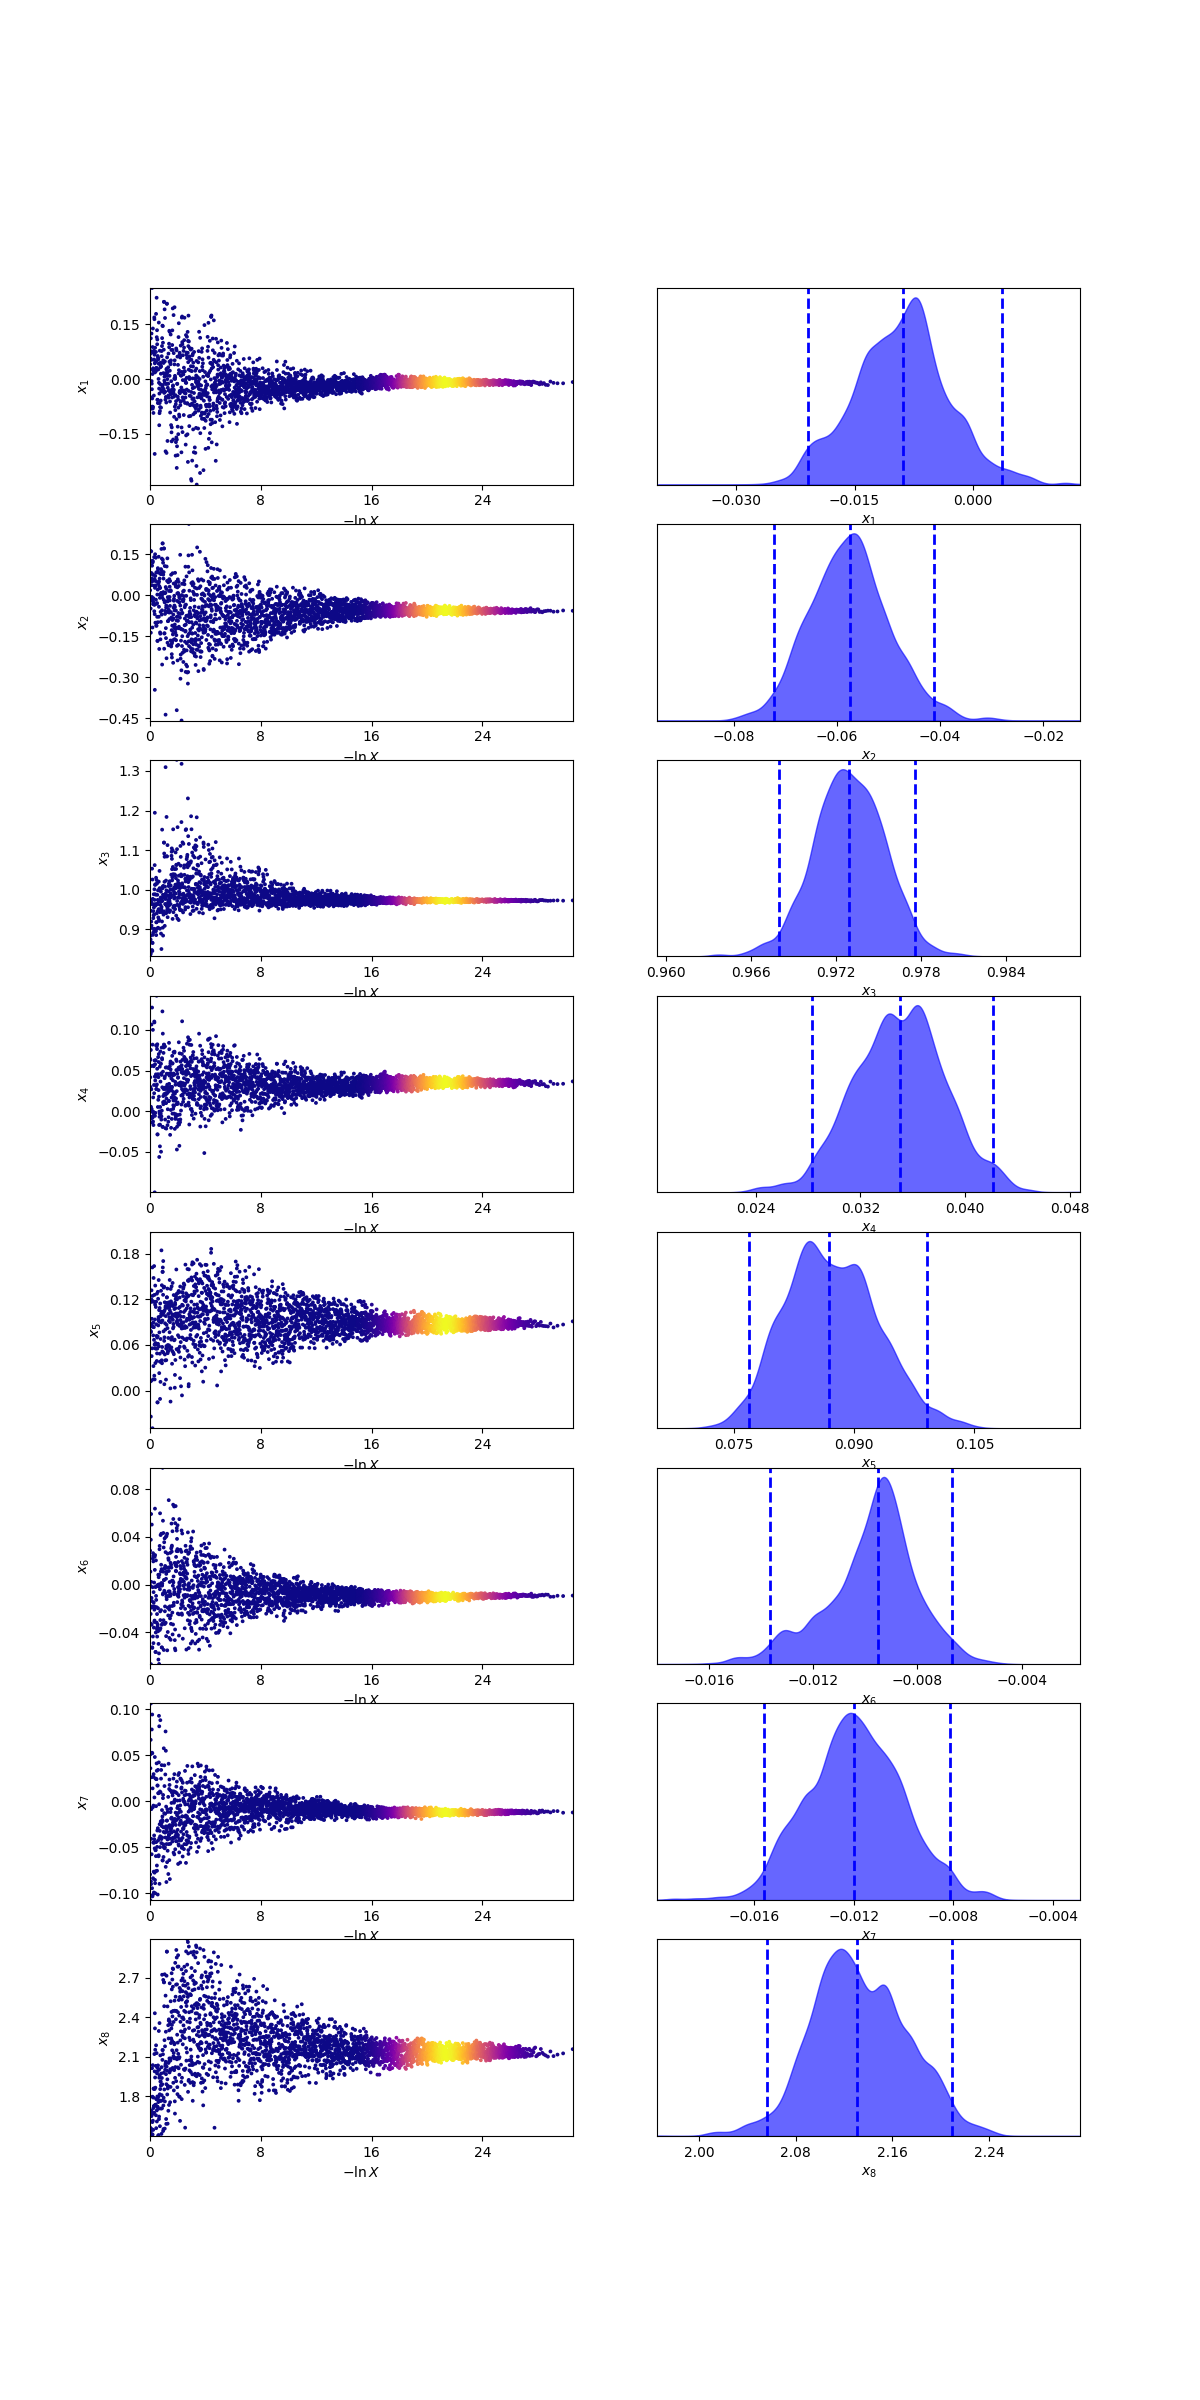 0.15
0.00
−0.15
x₁
0 8 16 24
−ln X
−0.030 −0.015 0.000
x₁
0.15
0.00
−0.15
−0.30
−0.45
x₂
0 8 16 24
−ln X
−0.08 −0.06 −0.04 −0.02
x₂
1.3
1.2
1.1
1.0
0.9
x₃
0 8 16 24
−ln X
0.960 0.966 0.972 0.978 0.984
x₃
0.10
0.05
0.00
−0.05
x₄
0 8 16 24
−ln X
0.024 0.032 0.040 0.048
x₄
0.18
0.12
0.06
0.00
x₅
0 8 16 24
−ln X
0.075 0.090 0.105
x₅
0.08
0.04
0.00
−0.04
x₆
0 8 16 24
−ln X
−0.016 −0.012 −0.008 −0.004
x₆
0.10
0.05
0.00
−0.05
−0.10
x₇
0 8 16 24
−ln X
−0.016 −0.012 −0.008 −0.004
x₇
2.7
2.4
2.1
1.8
x₈
0 8 16 24
−ln X
2.00 2.08 2.16 2.24
x₈